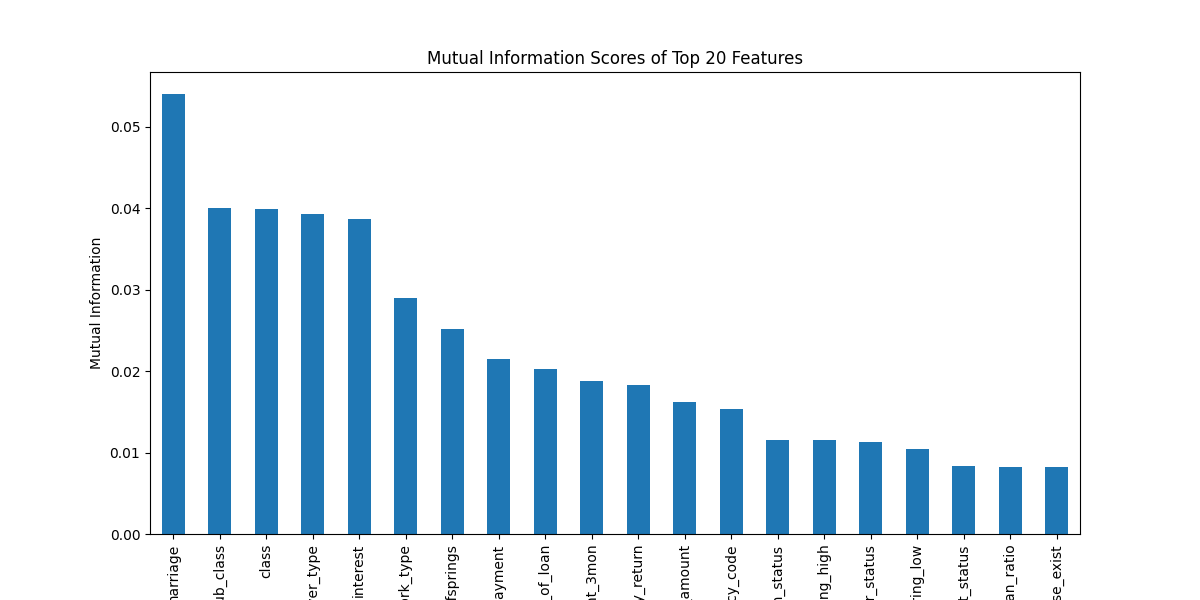 Mutual Information Scores of Top 20 Features
Mutual Information
0.05
0.04
0.03
0.02
0.01
0.00
arriage
ub_class
class
er_type
interest
rk_type
fsprings
ayment
_of_loan
t_3mon
_return
amount
cy_code
_status
ng_high
r_status
ring_low
t_status
an_ratio
se_exist